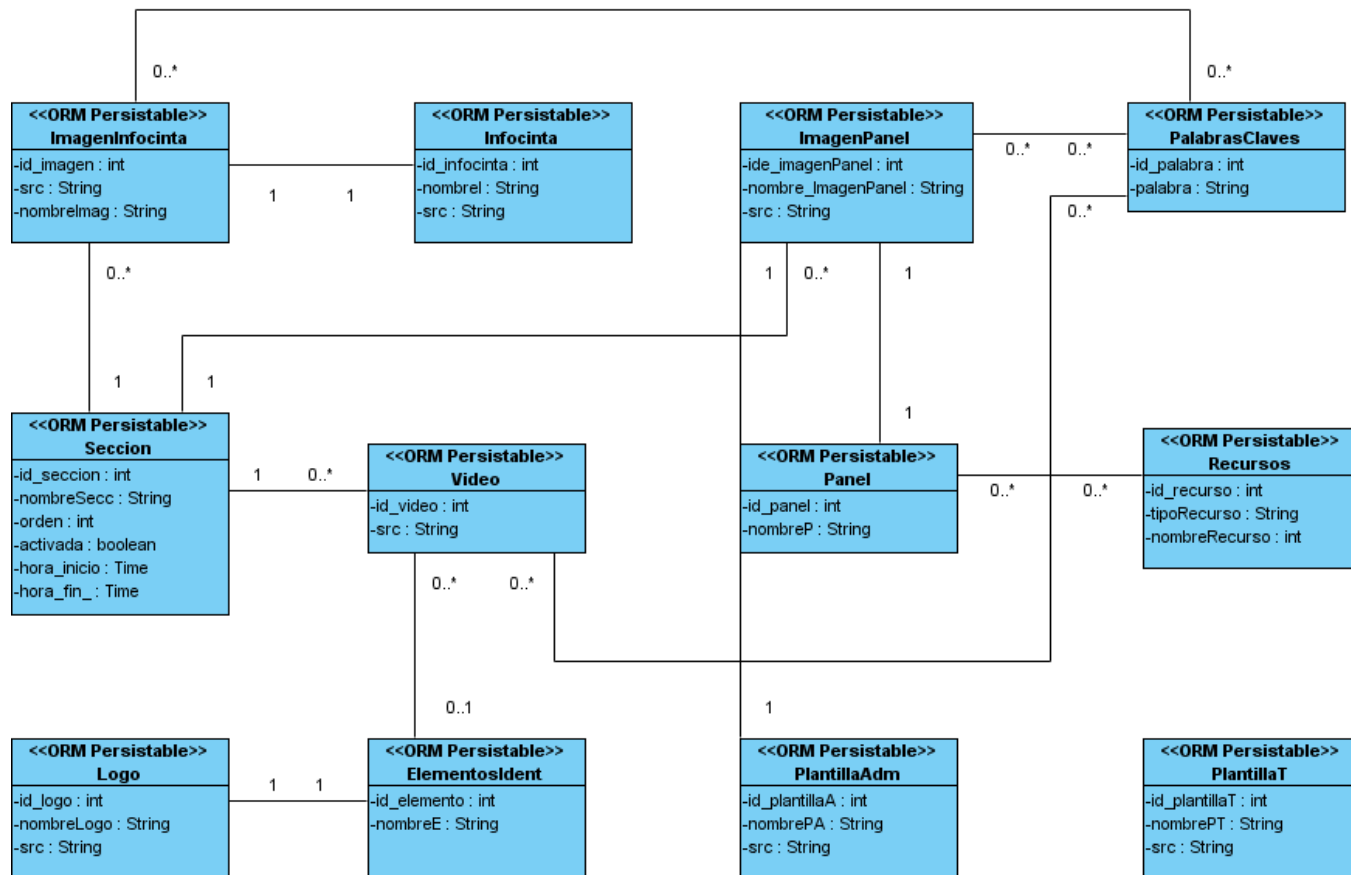 0..*
0..*
<<ORM Persistable>>
ImagenInfocinta
-id_imagen : int
-src : String
-nombreImag : String
1
1
<<ORM Persistable>>
Infocinta
-id_infocinta : int
-nombreI : String
-src : String
<<ORM Persistable>>
ImagenPanel
-ide_imagenPanel : int
-nombre_ImagenPanel : String
-src : String
0..*
0..*
<<ORM Persistable>>
PalabrasClaves
-id_palabra : int
-palabra : String
0..*
0..*
1
0..*
1
1
1
1
<<ORM Persistable>>
Seccion
-id_seccion : int
-nombreSecc : String
-orden : int
-activada : boolean
-hora_inicio : Time
-hora_fin_ : Time
1
0..*
<<ORM Persistable>>
Video
-id_video : int
-src : String
<<ORM Persistable>>
Panel
-id_panel : int
-nombreP : String
0..*
0..*
<<ORM Persistable>>
Recursos
-id_recurso : int
-tipoRecurso : String
-nombreRecurso : int
0..*
0..*
0..1
1
<<ORM Persistable>>
Logo
-id_logo : int
-nombreLogo : String
-src : String
1
1
<<ORM Persistable>>
ElementosIdent
-id_elemento : int
-nombreE : String
<<ORM Persistable>>
PlantillaAdm
-id_plantillaA : int
-nombrePA : String
-src : String
<<ORM Persistable>>
PlantillaT
-id_plantillaT : int
-nombrePT : String
-src : String